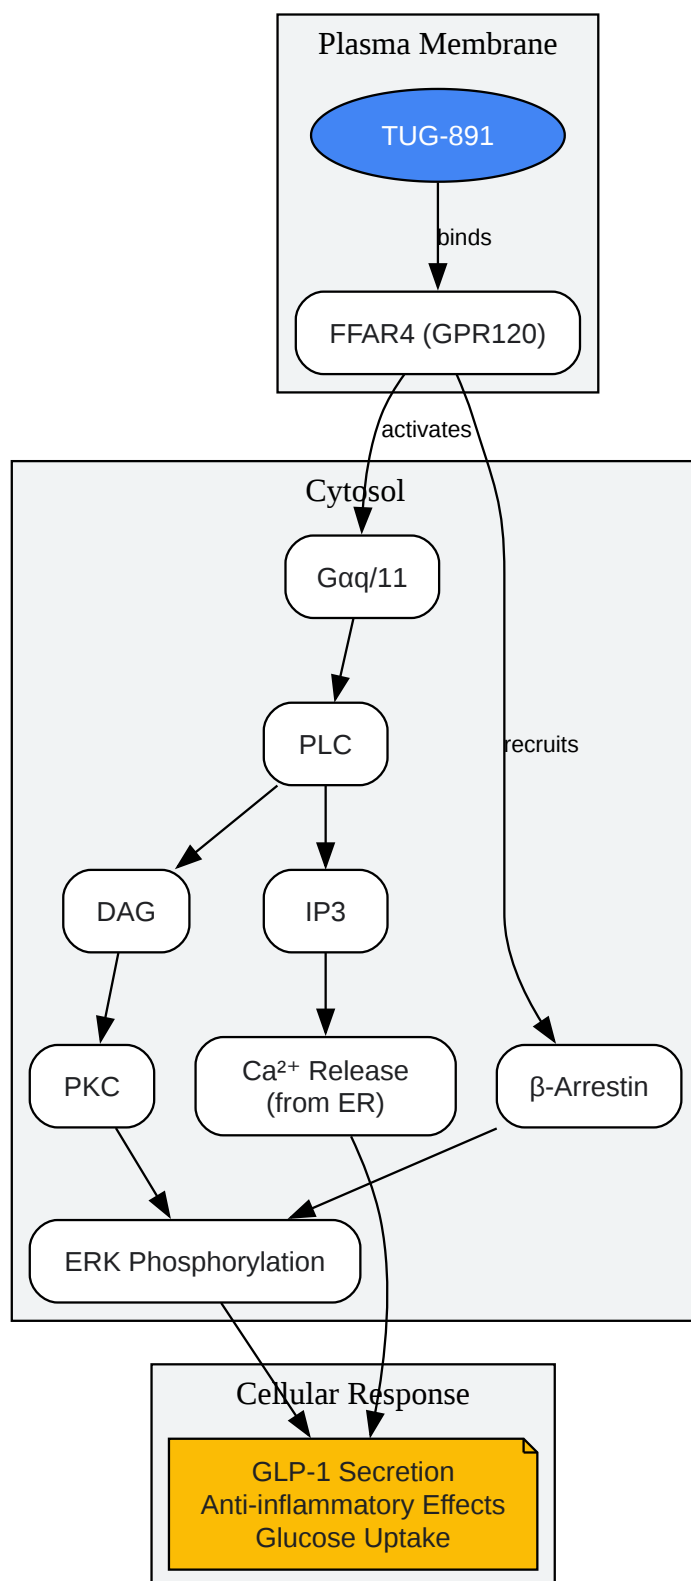 Plasma Membrane
TUG-891
binds
FFAR4 (GPR120)
activates
Cytosol
Gαq/11
PLC
recruits
DAG
IP3
PKC
Ca²⁺ Release
(from ER)
β-Arrestin
ERK Phosphorylation
Cellular Response
GLP-1 Secretion
Anti-inflammatory Effects
Glucose Uptake